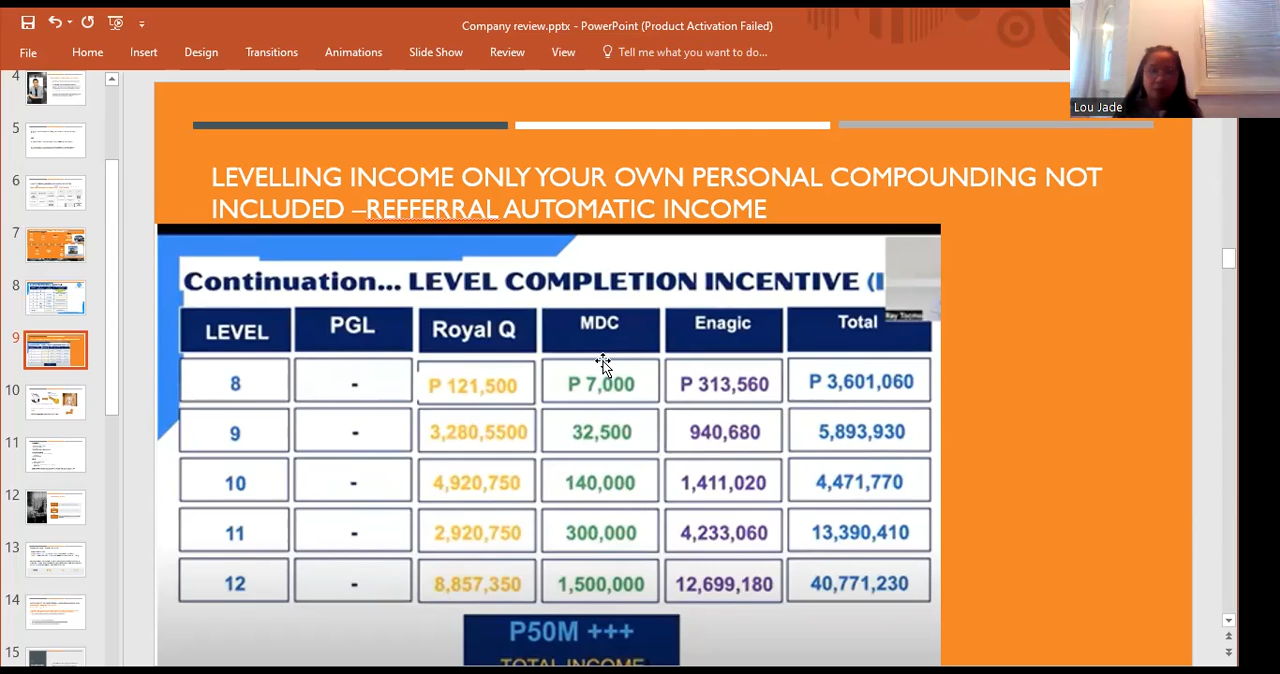 Company review.pptx - PowerPoint (Product Activation Failed)
File Home Insert Design Transitions Animations Slide Show Review View Tell me what you want to do...
Lou Jade
4
5
6
7
8
9
10
11
12
13
14
15
LEVELLING INCOME ONLY YOUR OWN PERSONAL COMPOUNDING NOT
INCLUDED –REFFERRAL AUTOMATIC INCOME
Continuation... LEVEL COMPLETION INCENTIVE (
LEVEL PGL Royal Q MDC Enagic Total
8 - P 121,500 P 7,000 P 313,560 P 3,601,060
9 - 3,280,5500 32,500 940,680 5,893,930
10 - 4,920,750 140,000 1,411,020 4,471,770
11 - 2,920,750 300,000 4,233,060 13,390,410
12 - 8,857,350 1,500,000 12,699,180 40,771,230
P50M +++
TOTAL INCOME